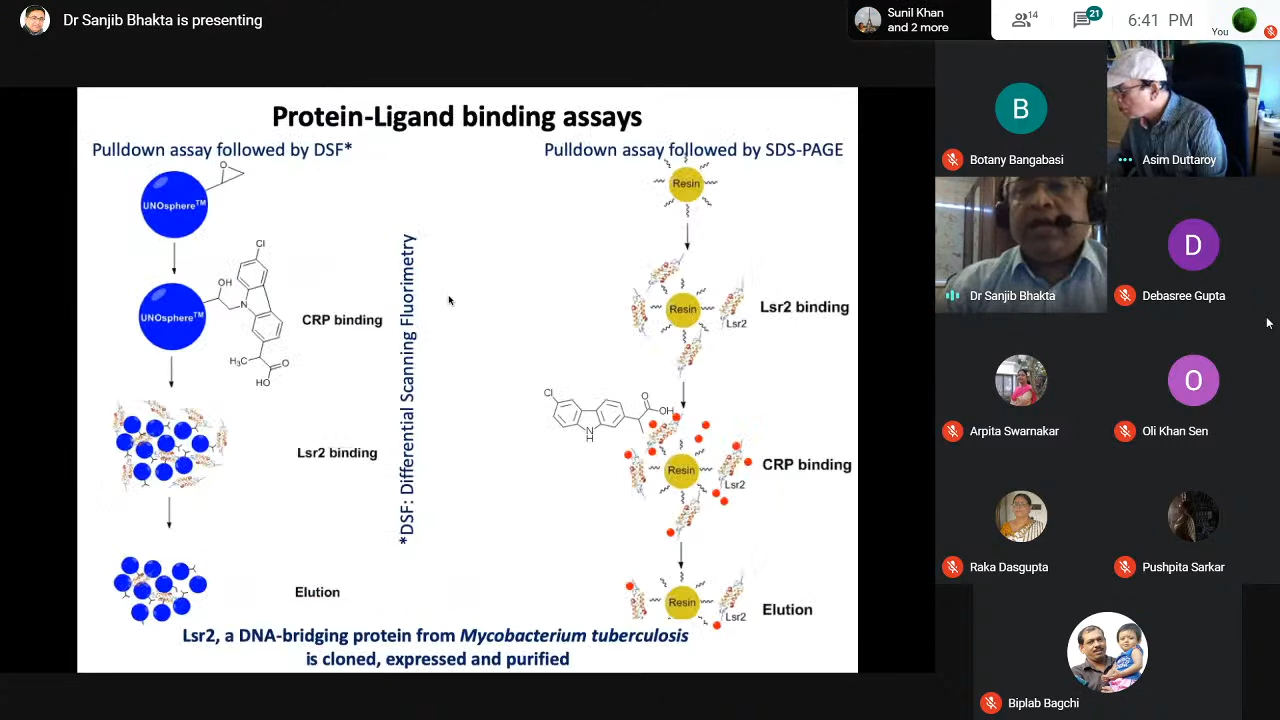 Dr Sanjib Bhakta is presenting
Sunil Khan
and 2 more
14
21
6:41 PM
You
Protein-Ligand binding assays
Pulldown assay followed by DSF*
UNOsphere™
UNOsphere™
Cl
OH
N
H₃C
O
HO
CRP binding
Lsr2 binding
Elution
*DSF: Differential Scanning Fluorimetry
Pulldown assay followed by SDS-PAGE
Resin
Resin
Lsr2
Lsr2 binding
Cl
N
H
O
OH
Resin
Lsr2
CRP binding
Resin
Lsr2
Elution
Lsr2, a DNA-bridging protein from Mycobacterium tuberculosis
is cloned, expressed and purified
B
Botany Bangabasi
Asim Duttaroy
Dr Sanjib Bhakta
D
Debasree Gupta
Arpita Swarnakar
O
Oli Khan Sen
Raka Dasgupta
Pushpita Sarkar
Biplab Bagchi